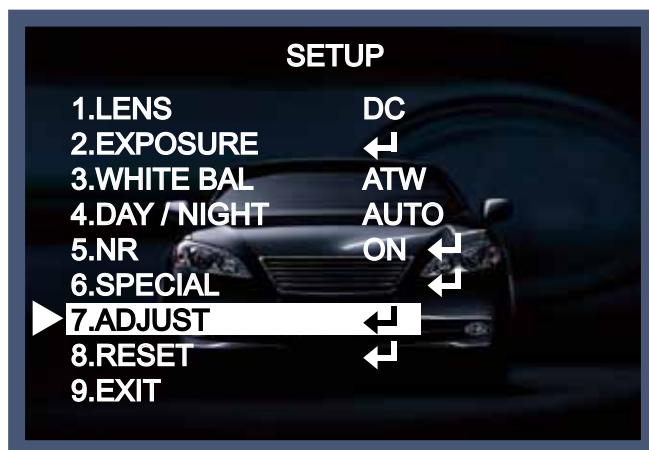 SETUP
1.LENS DC
2.EXPOSURE ↵
3.WHITE BAL ATW
4.DAY / NIGHT AUTO
5.NR ON ↵
6.SPECIAL ↵
7.ADJUST ↵
8.RESET ↵
9.EXIT